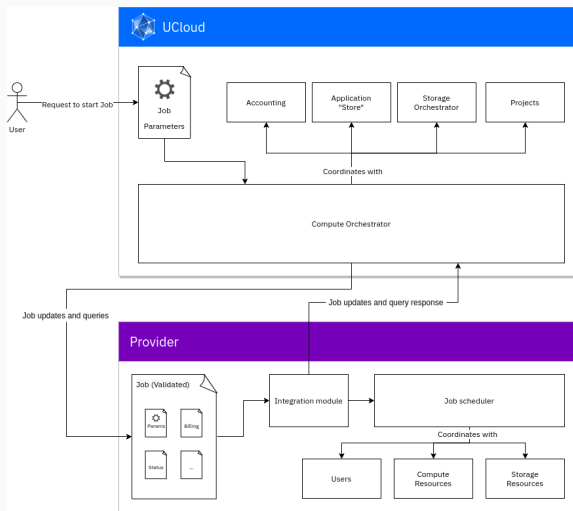 UCloud
Request to start Job
User
Job
Parameters
Accounting
Application
"Store"
Storage
Orchestrator
Projects
Coordinates with
Compute Orchestrator
Job updates and queries
Job updates and query response
Provider
Job (Validated)
Params
Billing
Status
...
Integration module
Job scheduler
Coordinates with
Users
Compute
Resources
Storage
Resources